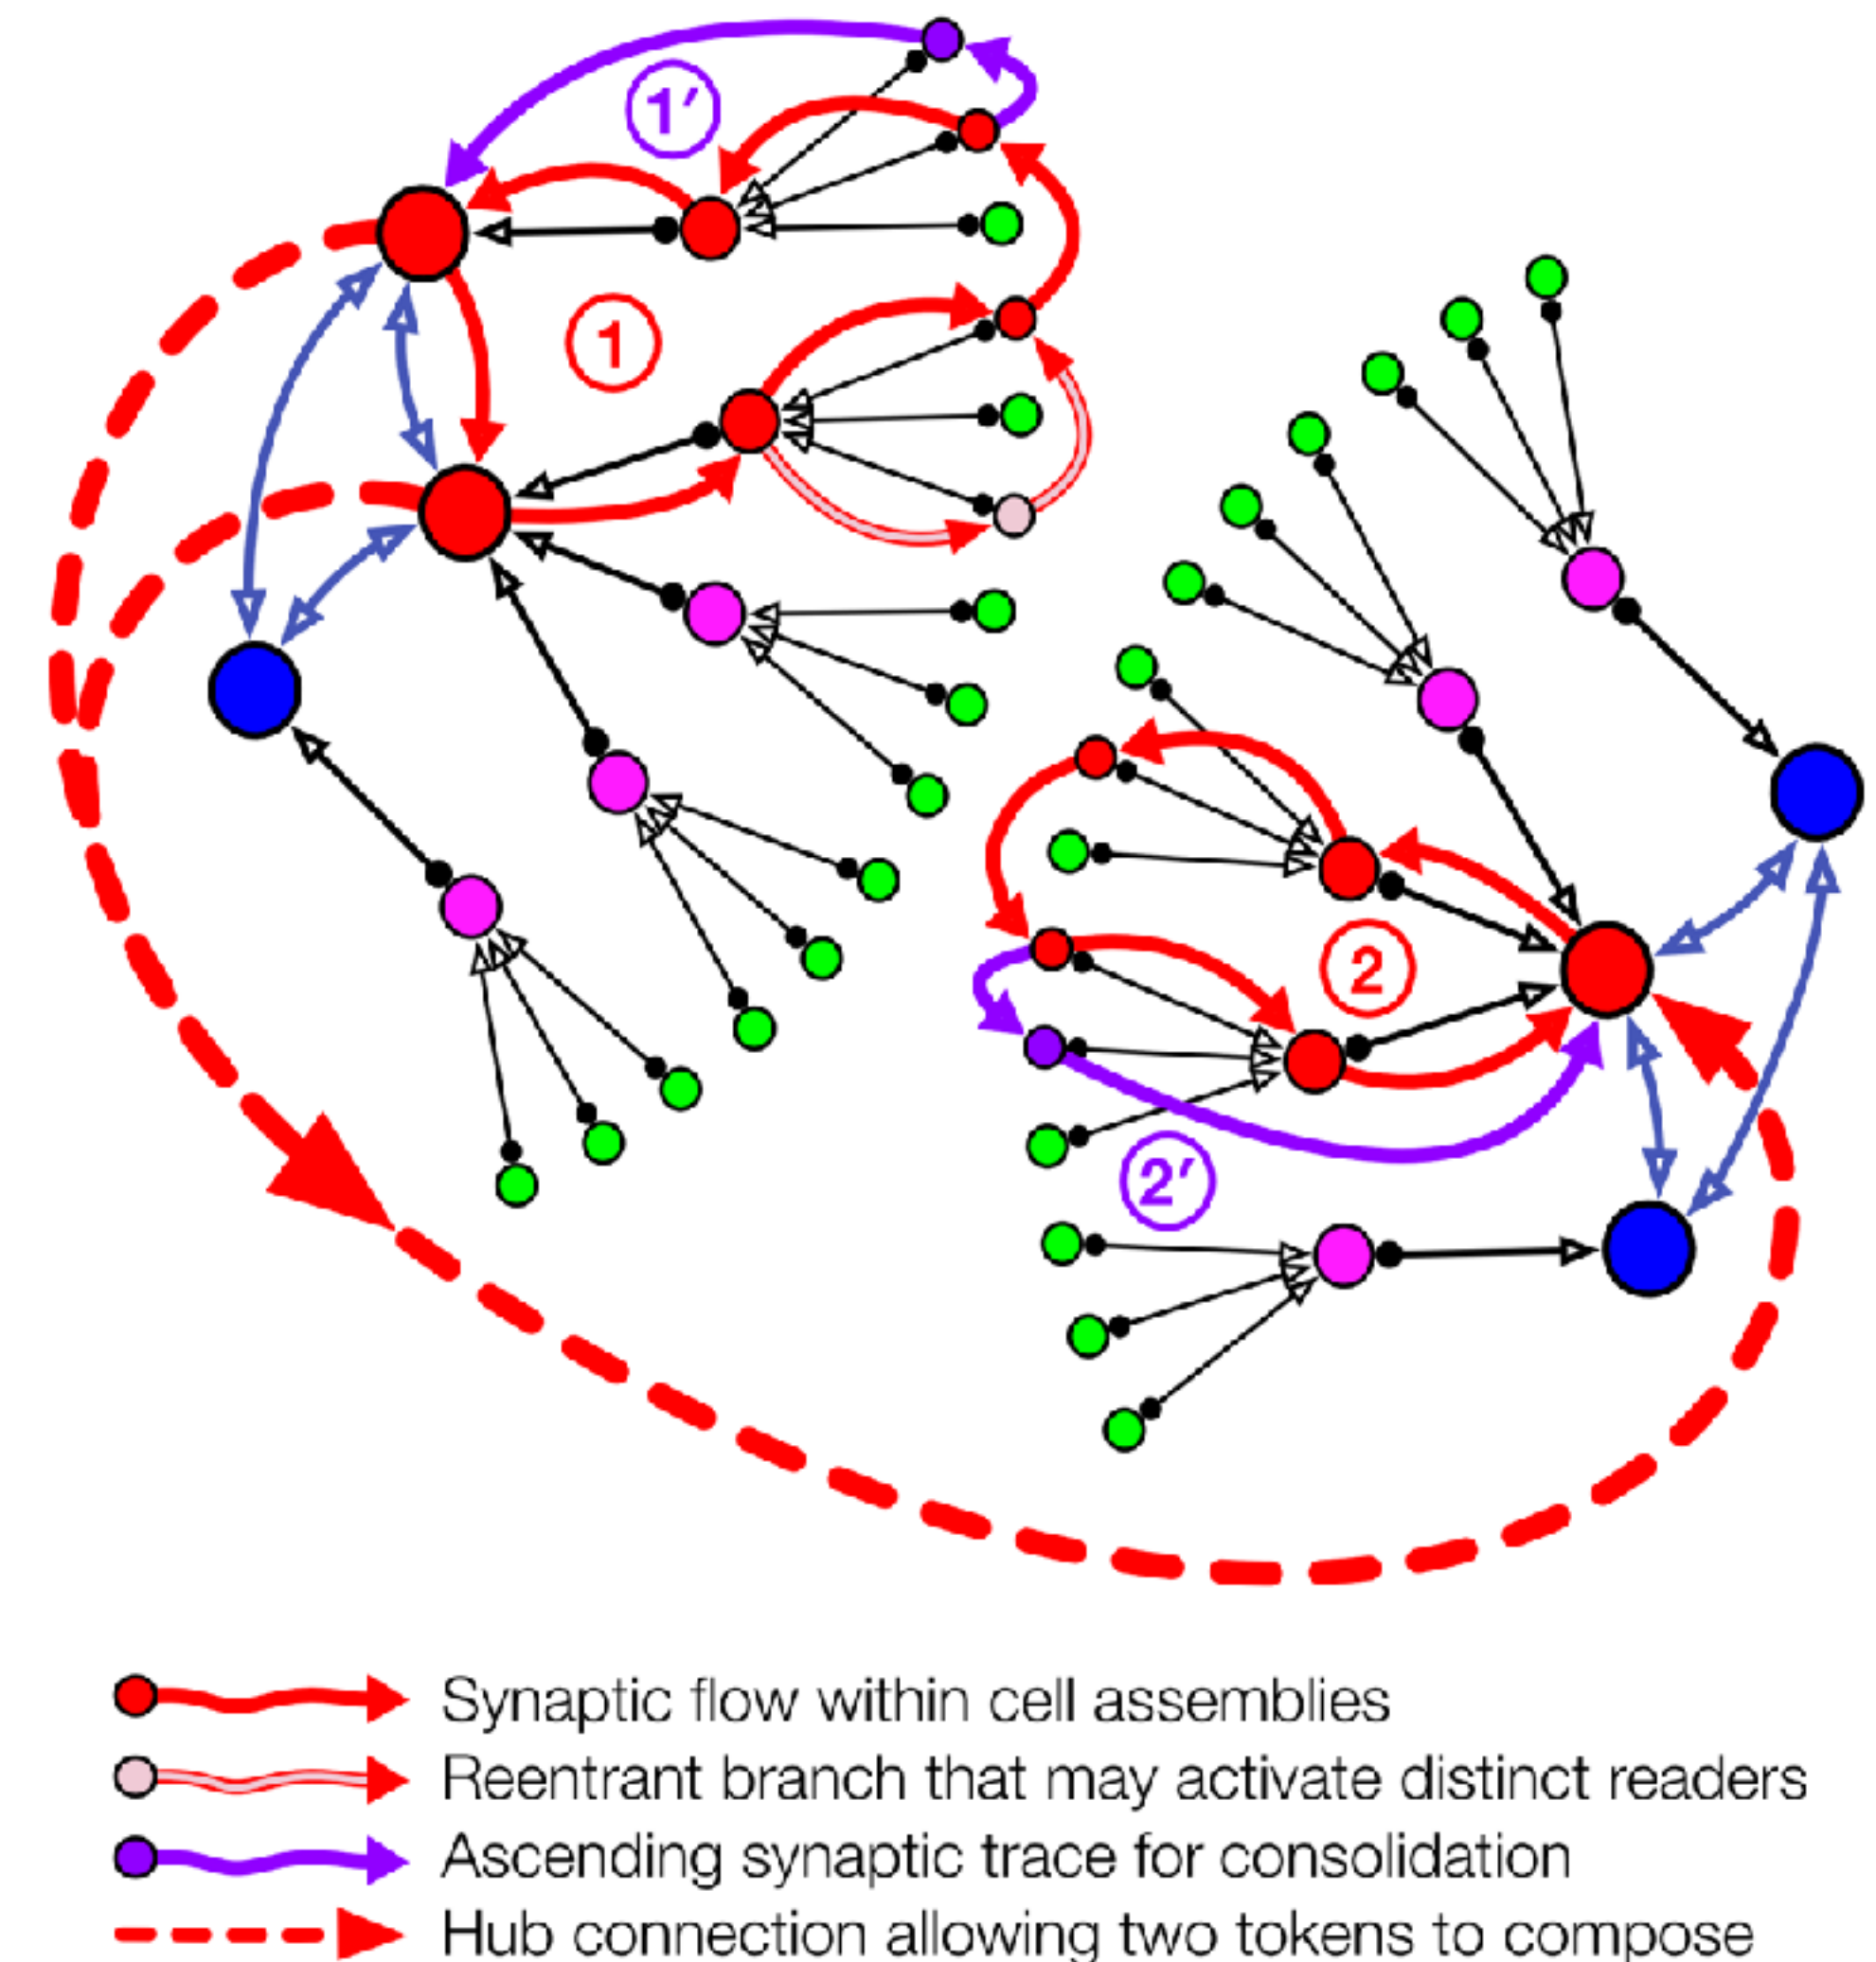 1′
1
2
2′
Synaptic flow within cell assemblies
Reentrant branch that may activate distinct readers
Ascending synaptic trace for consolidation
Hub connection allowing two tokens to compose